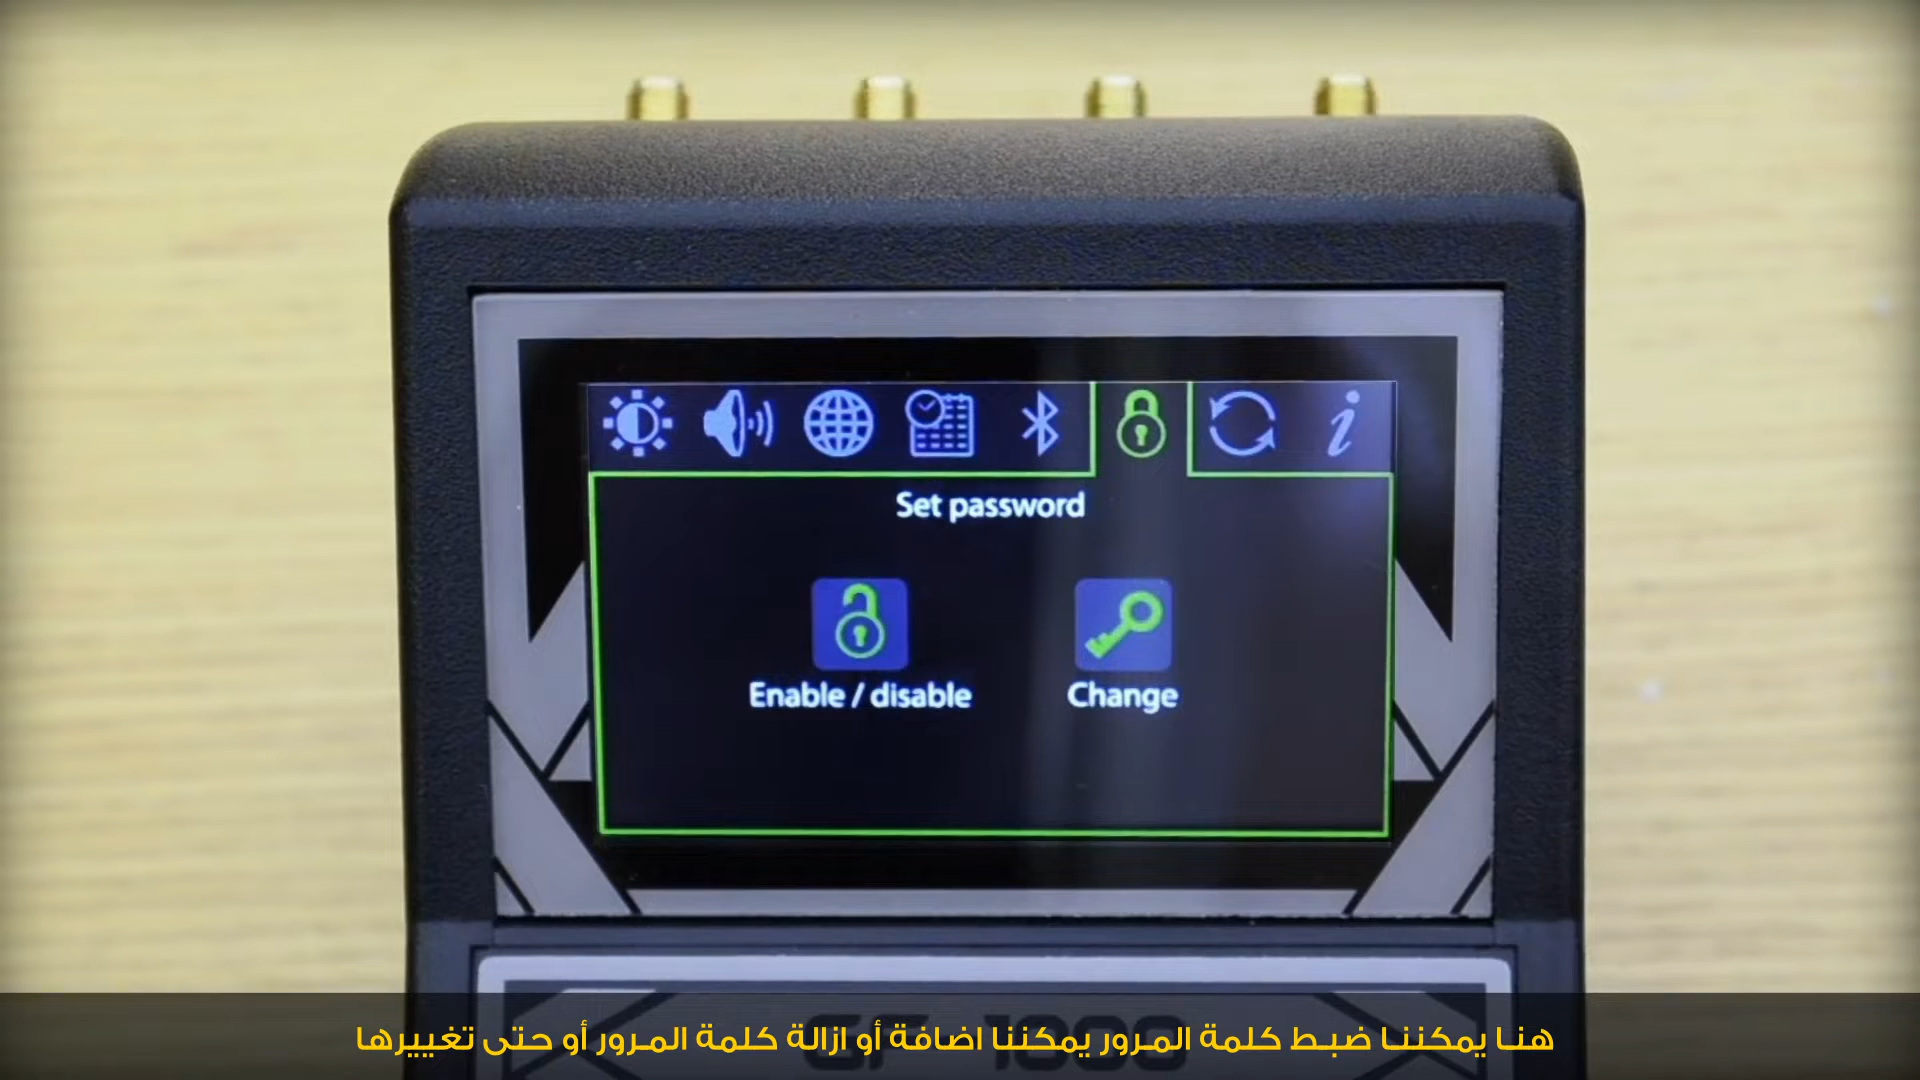 Set password
Enable / disable
Change
هنا يمكننا ضبط كلمة المرور يمكننا اضافة أو ازالة كلمة المرور أو حتى تغييرها